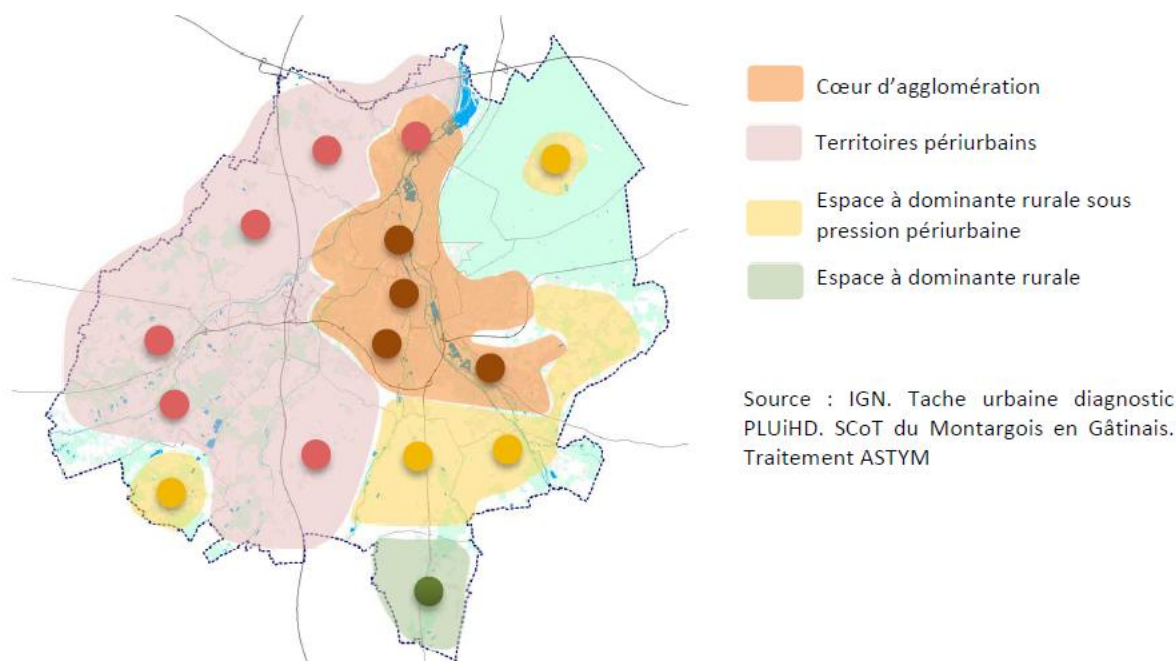 Cœur d'agglomération
Territoires périurbains
Espace à dominante rurale sous
pression périurbaine
Espace à dominante rurale
Source : IGN. Tache urbaine diagnostic
PLUiHD. SCoT du Montargois en Gâtinais.
Traitement ASTYM